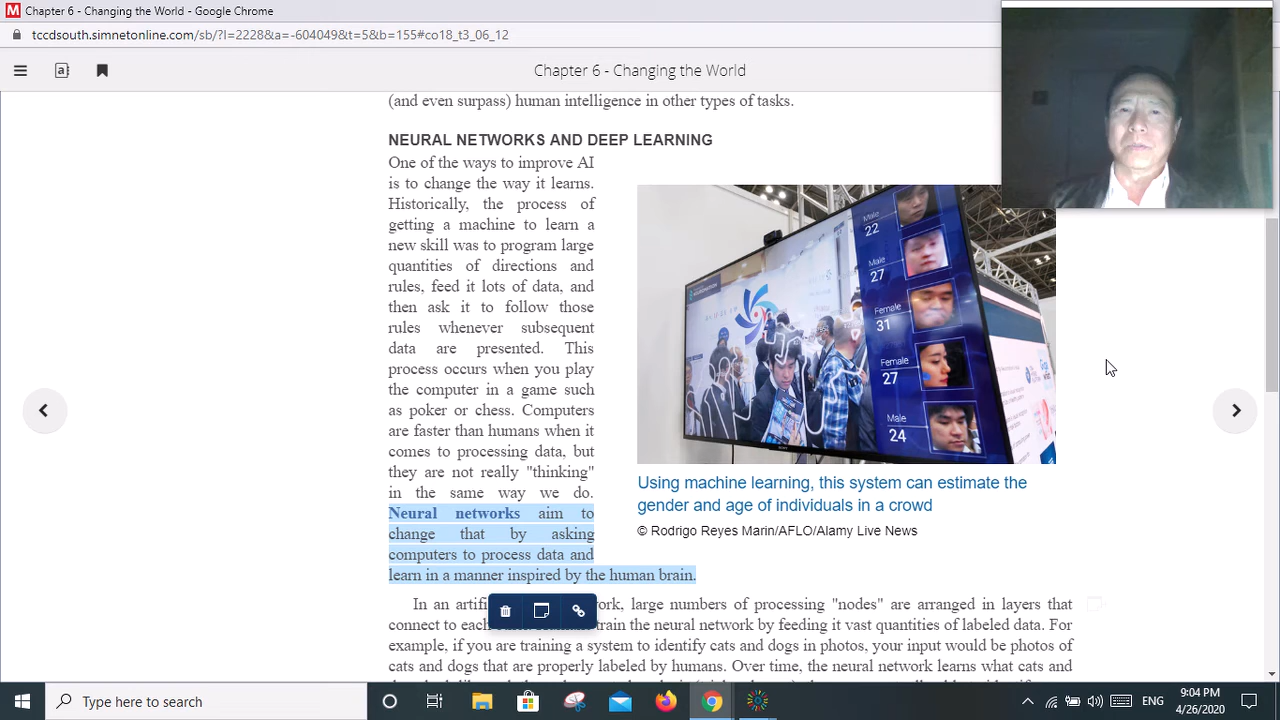 Chapter 6 - Changing the World - Google Chrome
tccdsouth.simnetonline.com/sb/?l=2228&a=-604049&t=5&b=155#co18_t3_06_12
Chapter 6 - Changing the World
(and even surpass) human intelligence in other types of tasks.
NEURAL NETWORKS AND DEEP LEARNING
One of the ways to improve AI
is to change the way it learns.
Historically, the process of
getting a machine to learn a
new skill was to program large
quantities of directions and
rules, feed it lots of data, and
then ask it to follow those
rules whenever subsequent
data are presented. This
process occurs when you play
the computer in a game such
as poker or chess. Computers
are faster than humans when it
comes to processing data, but
they are not really "thinking"
in the same way we do.
Neural networks aim to
change that by asking
computers to process data and
learn in a manner inspired by the human brain.
Male
22
Male
27
Female
31
Female
27
Male
24
SONY
Using machine learning, this system can estimate the
gender and age of individuals in a crowd
© Rodrigo Reyes Marin/AFLO/Alamy Live News
In an artifi rk, large numbers of processing "nodes" are arranged in layers that
connect to each train the neural network by feeding it vast quantities of labeled data. For
example, if you are training a system to identify cats and dogs in photos, your input would be photos of
cats and dogs that are properly labeled by humans. Over time, the neural network learns what cats and
Type here to search
ENG
9:04 PM
4/26/2020